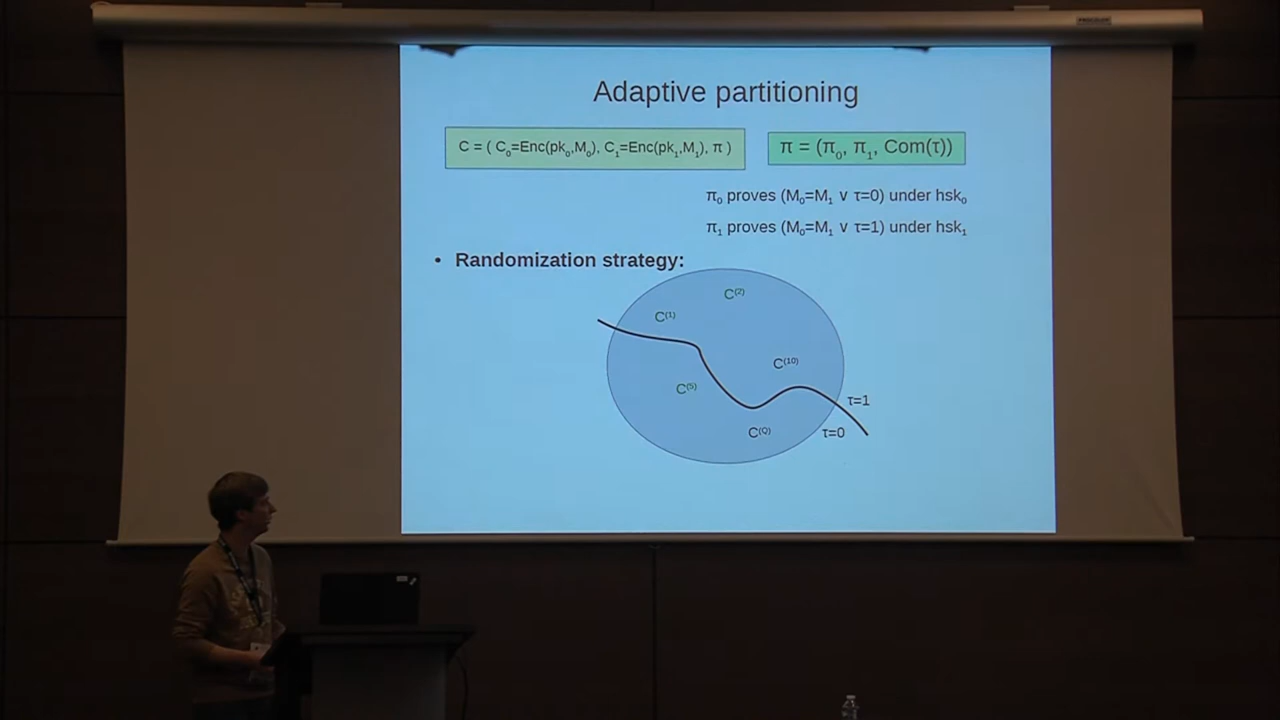 Adaptive partitioning
C = ( C₀=Enc(pk₀,M₀), C₁=Enc(pk₁,M₁), π )
π = (π₀, π₁, Com(τ))
π₀ proves (M₀=M₁ ∨ τ=0) under hsk₀
π₁ proves (M₀=M₁ ∨ τ=1) under hsk₁
• Randomization strategy:
C⁽²⁾
C⁽¹⁾
C⁽¹⁰⁾
C⁽⁵⁾
τ=1
C^(Q)
τ=0